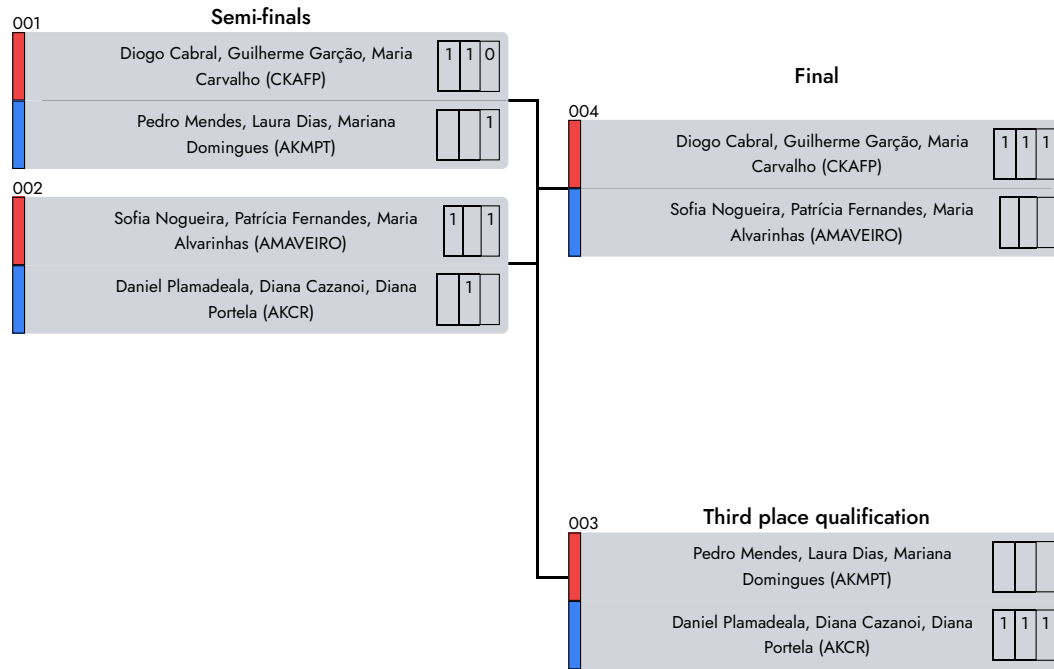 Semi-finals
001
Diogo Cabral, Guilherme Garção, Maria
Carvalho (CKAFP)
1 1 0
Pedro Mendes, Laura Dias, Mariana
Domingues (AKMPT)
1
002
Sofia Nogueira, Patrícia Fernandes, Maria
Alvarinhas (AMAVEIRO)
1 1
Daniel Plamadeala, Diana Cazanoi, Diana
Portela (AKCR)
1
Final
004
Diogo Cabral, Guilherme Garção, Maria
Carvalho (CKAFP)
1 1 1
Sofia Nogueira, Patrícia Fernandes, Maria
Alvarinhas (AMAVEIRO)
Third place qualification
003
Pedro Mendes, Laura Dias, Mariana
Domingues (AKMPT)
Daniel Plamadeala, Diana Cazanoi, Diana
Portela (AKCR)
1 1 1